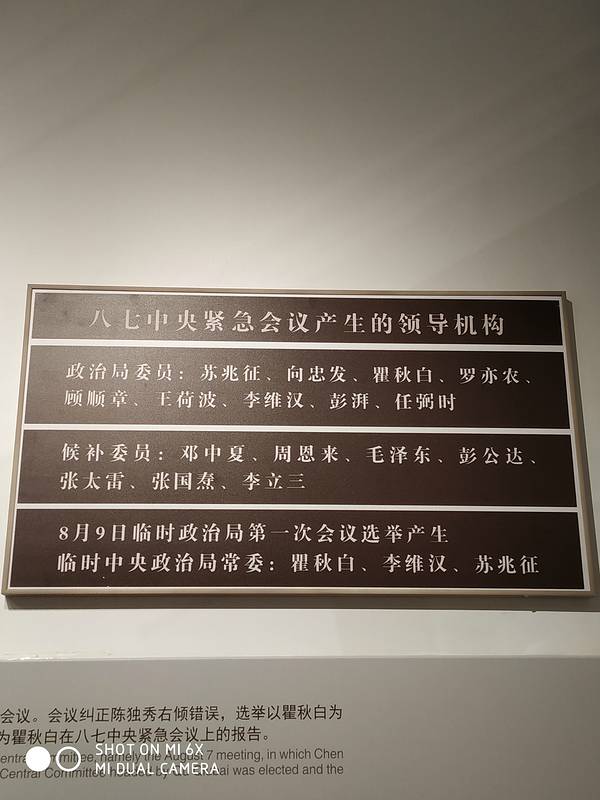 八七中央紧急会议产生的领导机构
政治局委员：苏兆征、向忠发、瞿秋白、罗亦农、
顾顺章、王荷波、李维汉、彭湃、任弼时
候补委员：邓中夏、周恩来、毛泽东、彭公达、
张太雷、张国焘、李立三
8月9日临时政治局第一次会议选举产生
临时中央政治局常委：瞿秋白、李维汉、苏兆征
会议。会议纠正陈独秀右倾错误，选举以瞿秋白为
为瞿秋白在八七中央紧急会议上的报告。
namely the August 7 meeting, in which Chen
Central Committee headed by was elected and the
SHOT ON MI 6X
MI DUAL CAMERA